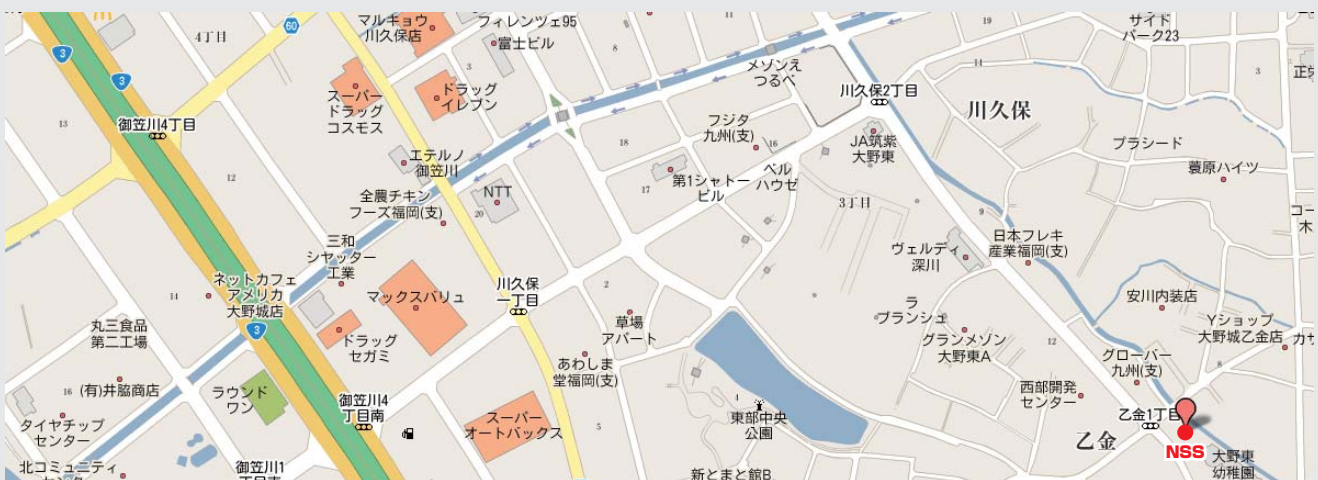 マルキョウ
川久保店
フィレンツェ95
富士ビル
サイド
パーク23
60
4丁目
3
3
スーパー
ドラッグ
コスモス
ドラッグ
イレブン
3
8
11
19
14
3
メゾンえ
つるべ
川久保2丁目
川久保
御笠川4丁目
13
12
エテルノ
御笠川
フジタ
九州(支)
16
18
17
JA筑紫
大野東
ブラシード
蓑原ハイツ
全農チキン
フーズ福岡(支)
NTT
20
第1シャトー
ビル
ベル
ハウゼ
3丁目
9
三和
シヤッター
工業
ヴェルディ
深川
日本フレキ
産業福岡(支)
コー
木
ネットカフェ
アメリカ
大野城店
14
マックスバリュ
川久保
一丁目
2
安川内装店
3
ドラッグ
セガミ
草場
アパート
ラ
ブランシュ
グランメゾン
大野東A
12
Yショップ
大野城乙金店
カサ
丸三食品
第二工場
16
(有)井脇商店
ラウンド
ワン
御笠川4
丁目南
あわしま
堂福岡(支)
グローバー
九州(支)
8
西部開発
センター
タイヤチップ
センター
スーパー
オートバックス
5
4
東部中央
公園
乙金1丁目
乙金
NSS
大野東
幼稚園
北コミュニティ
御笠川1
新とまと館B